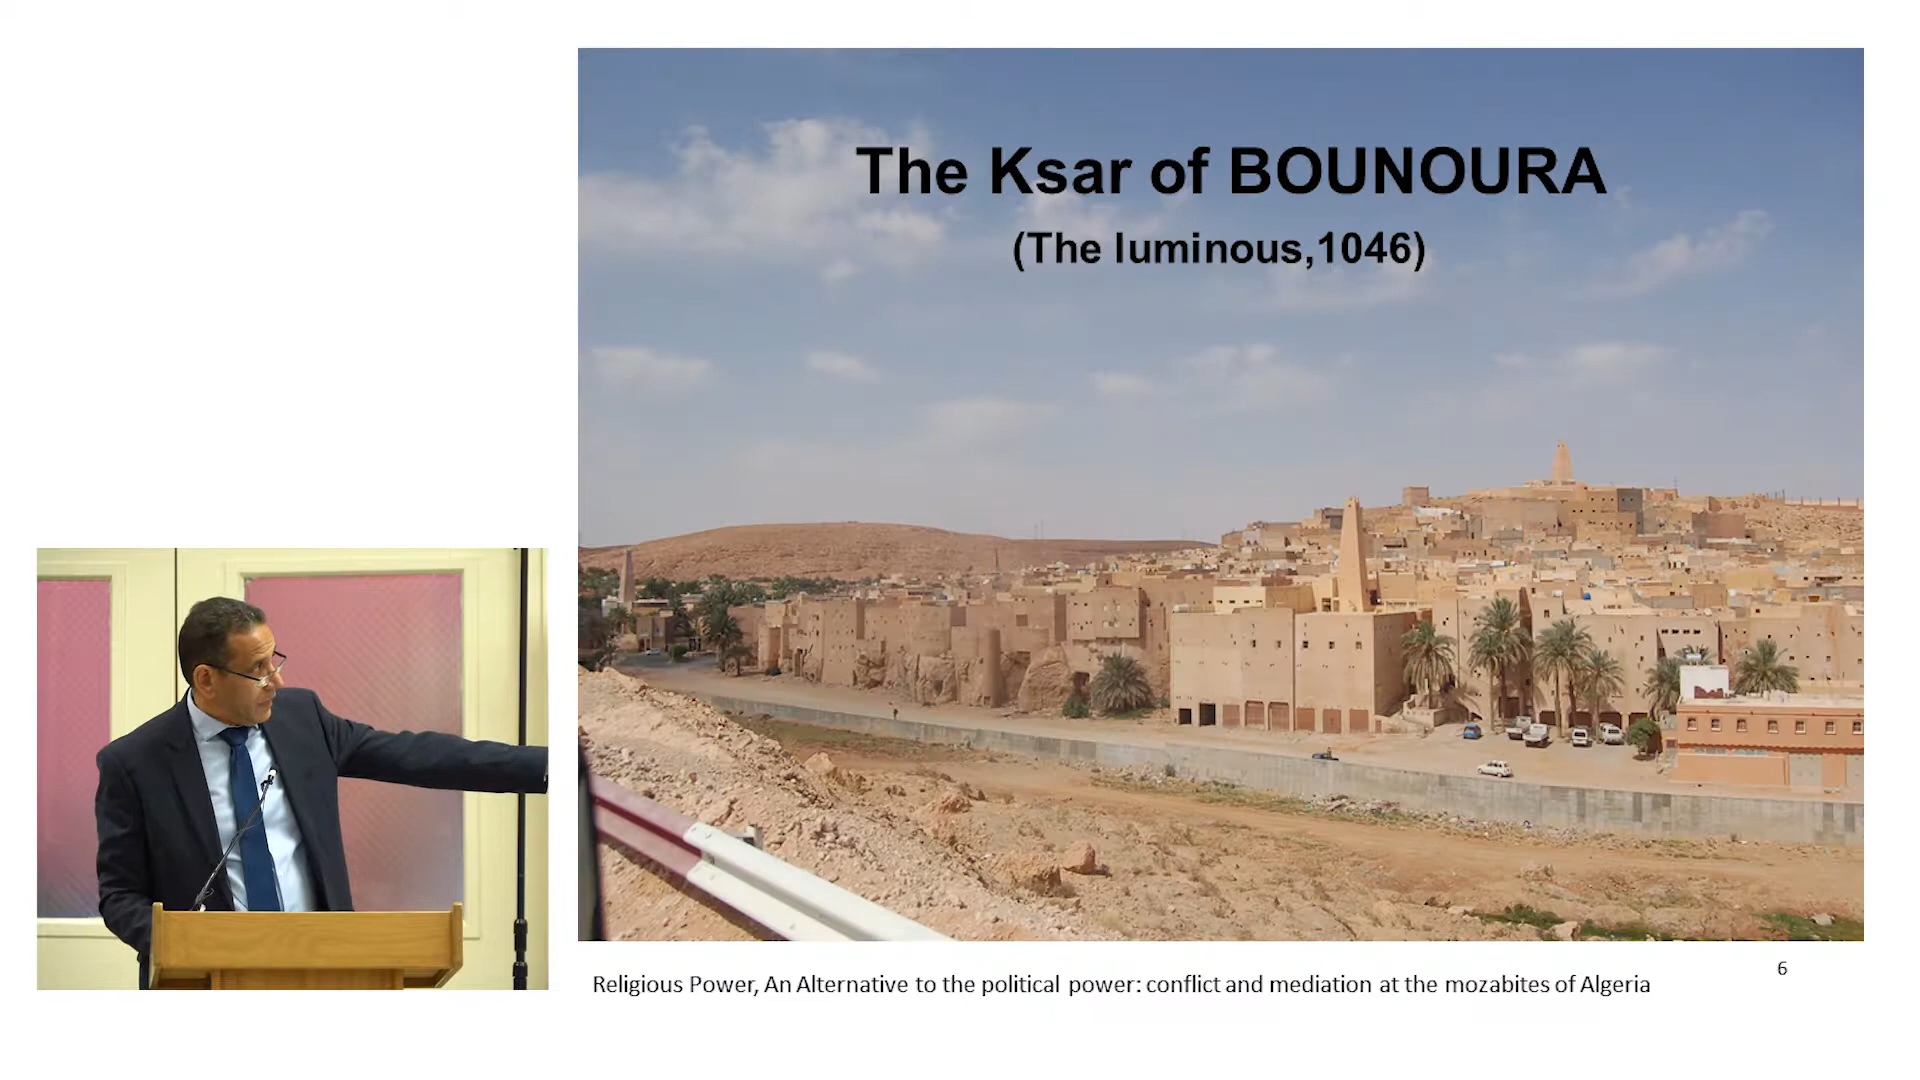 The Ksar of BOUNOURA
(The luminous,1046)
Religious Power, An Alternative to the political power: conflict and mediation at the mozabites of Algeria
6